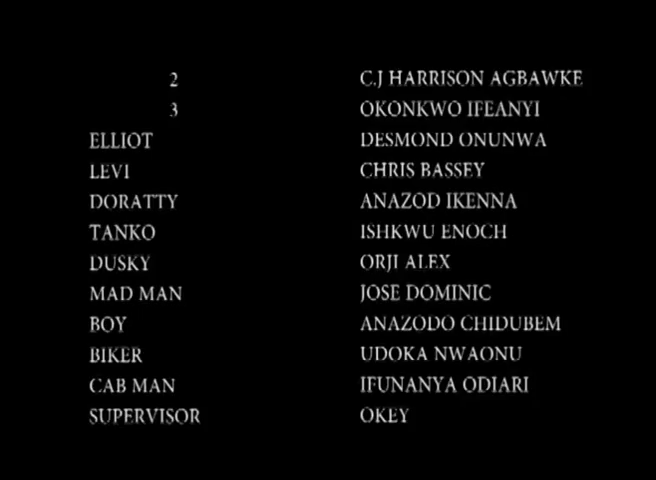 2 C.J HARRISON AGBAWKE
3 OKONKWO IFEANYI
ELLIOT DESMOND ONUNWA
LEVI CHRIS BASSEY
DORATTY ANAZOD IKENNA
TANKO ISHKWU ENOCH
DUSKY ORJI ALEX
MAD MAN JOSE DOMINIC
BOY ANAZODO CHIDUBEM
BIKER UDOKA NWAONU
CAB MAN IFUNANYA ODIARI
SUPERVISOR OKEY